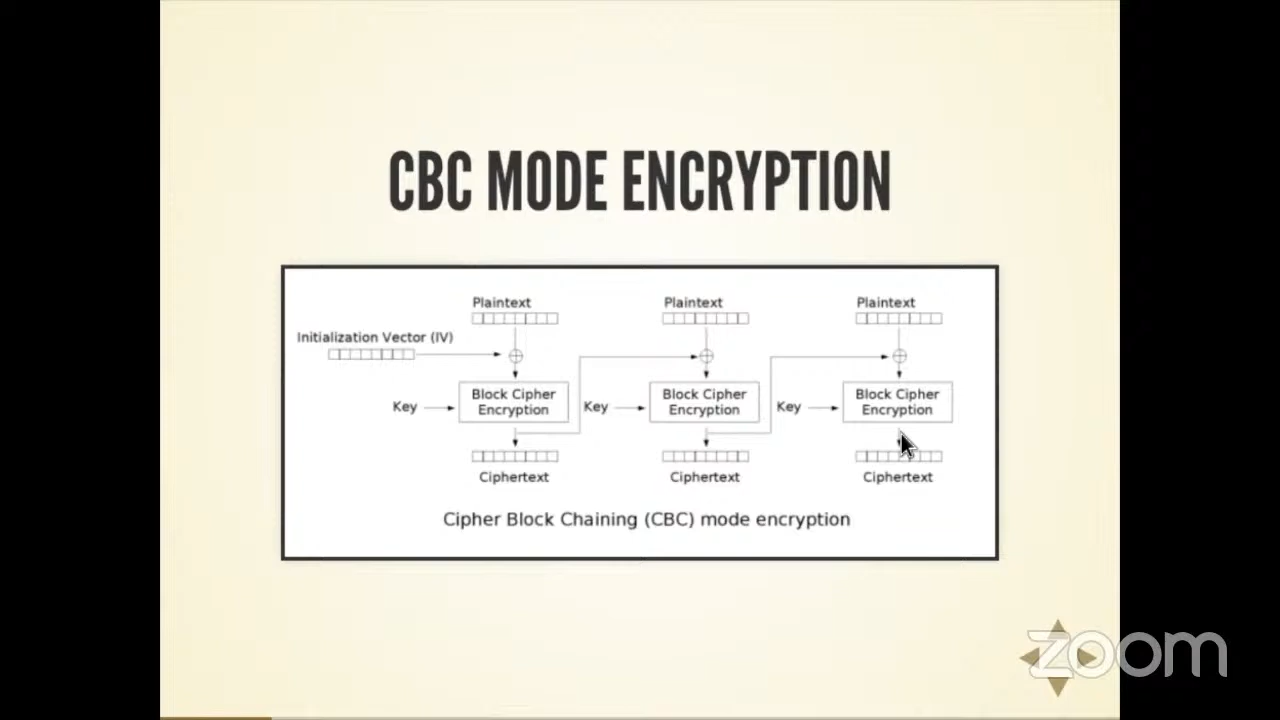 CBC MODE ENCRYPTION
Plaintext
Plaintext
Plaintext
Initialization Vector (IV)
Key
Block Cipher
Encryption
Key
Block Cipher
Encryption
Key
Block Cipher
Encryption
Ciphertext
Ciphertext
Ciphertext
Cipher Block Chaining (CBC) mode encryption
zoom